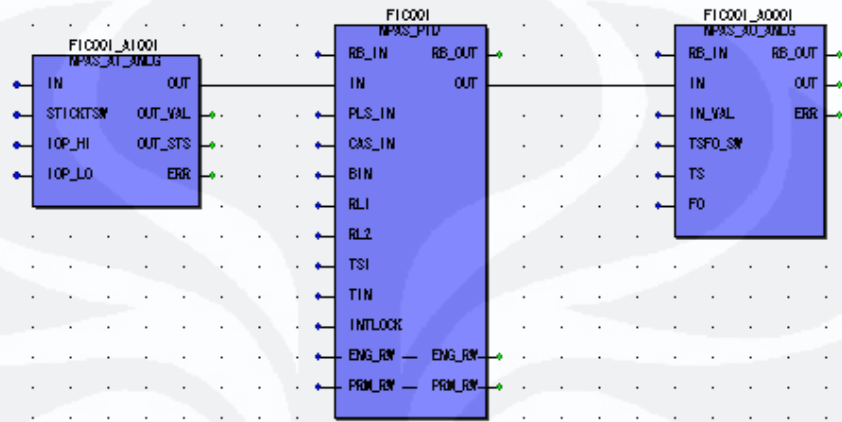 FIC001_AI001
NPAS_AI_ANLG
IN OUT
STICKTSW OUT_VAL
IOP_HI OUT_STS
IOP_LO ERR
FIC001
NPAS_PID
RB_IN RB_OUT
IN OUT
PLS_IN
CAS_IN
BIN
RL1
RL2
TSI
TIN
INTLOCK
ENG_RW — ENG_RW
PRM_RW — PRM_RW
FIC001_AO001
NPAS_AO_ANLG
RB_IN RB_OUT
IN OUT
IN_VAL ERR
TSFO_SW
TS
FO